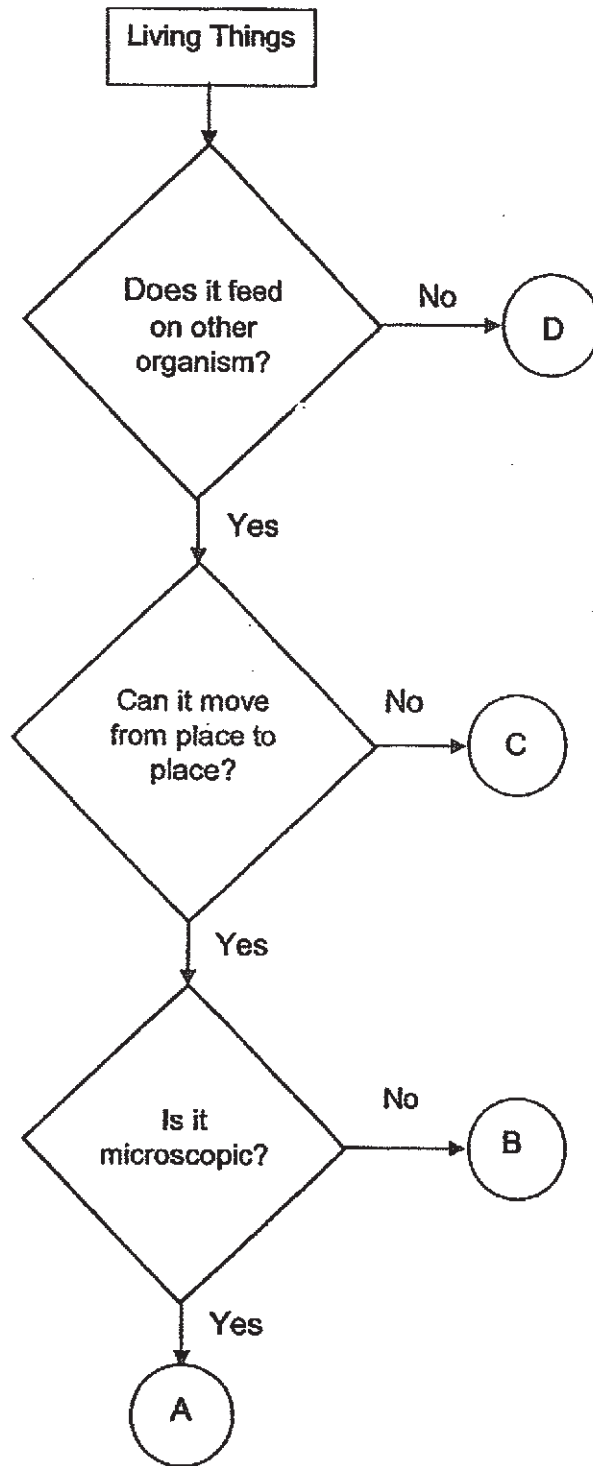 Living Things
Does it feed
on other
organism?
No
D
Yes
Can it move
from place to
place?
No
C
Yes
Is it
microscopic?
No
B
Yes
A